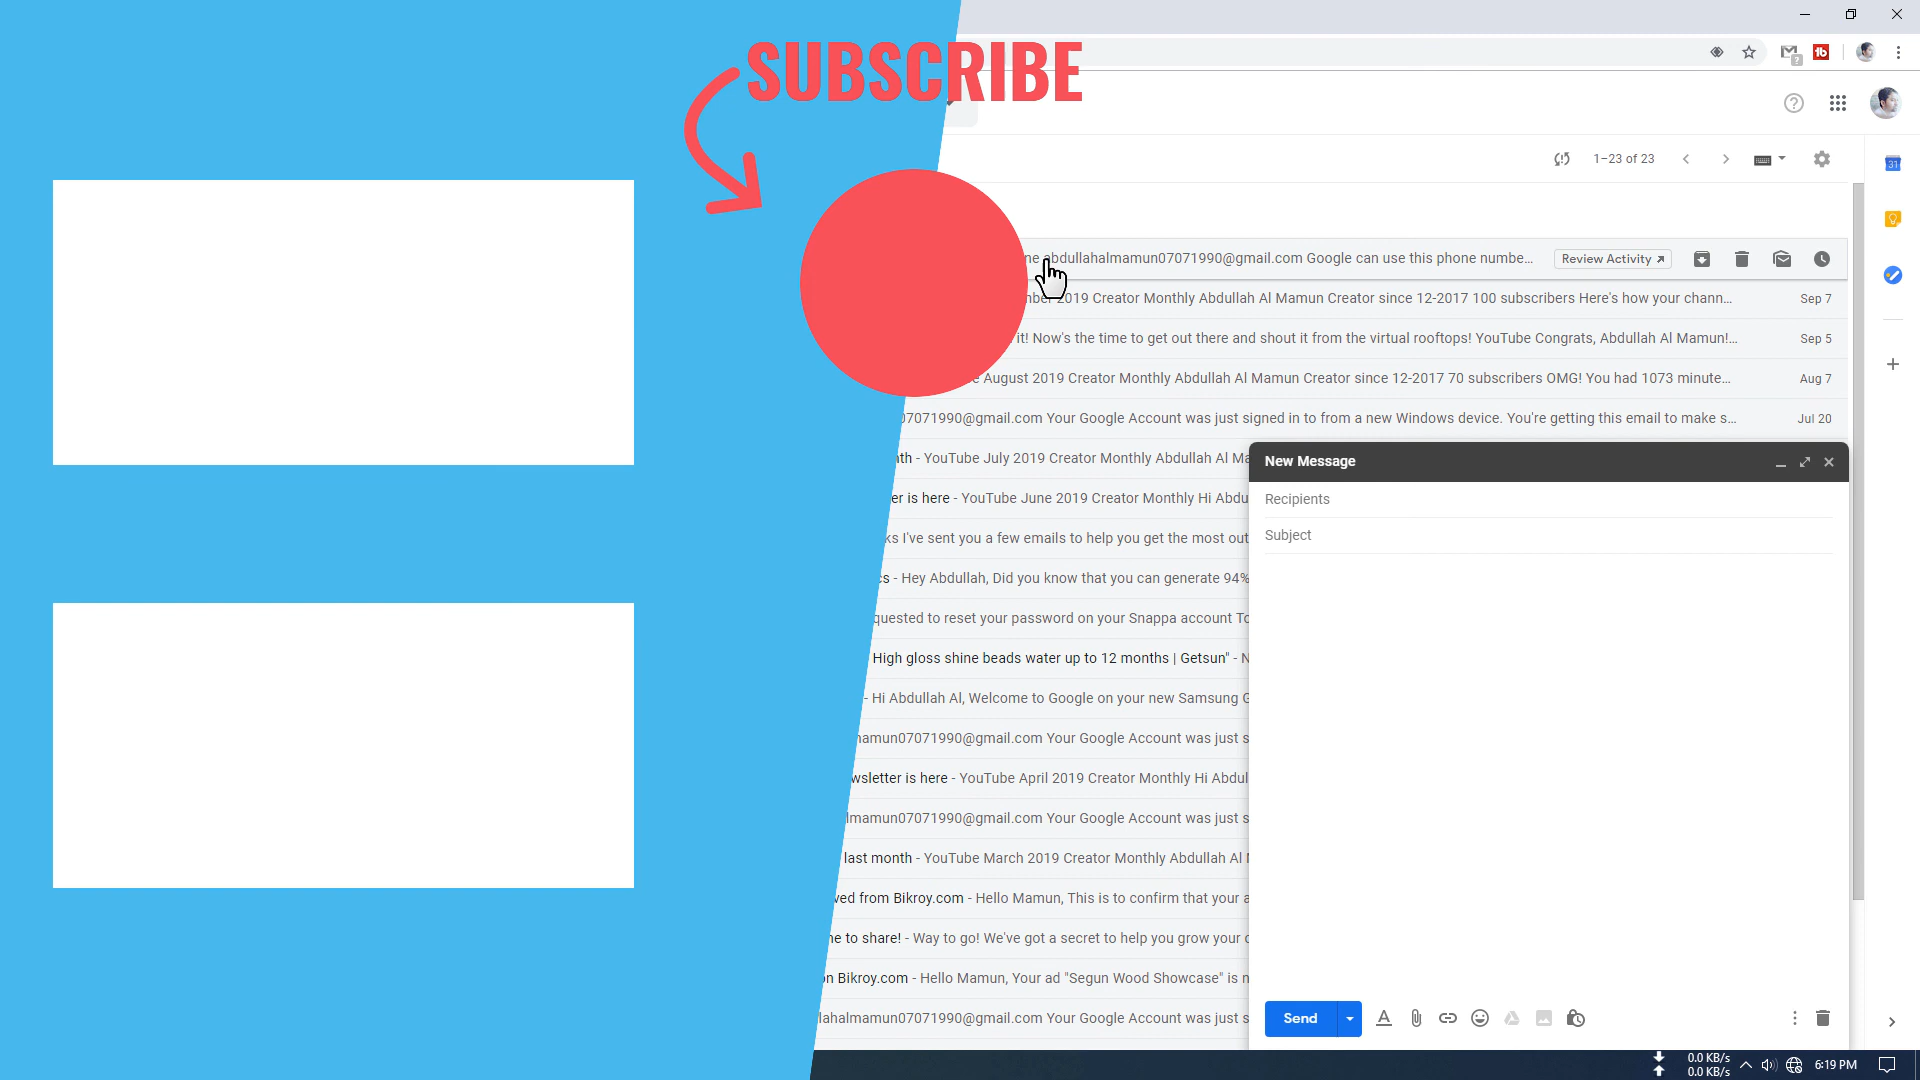 SUBSCRIBE
1–23 of 23
abdullahalmamun07071990@gmail.com Google can use this phone numbe...
Review Activity
2019 Creator Monthly Abdullah Al Mamun Creator since 12-2017 100 subscribers Here's how your chann...
Sep 7
it! Now's the time to get out there and shout it from the virtual rooftops! YouTube Congrats, Abdullah Al Mamun!...
Sep 5
August 2019 Creator Monthly Abdullah Al Mamun Creator since 12-2017 70 subscribers OMG! You had 1073 minute...
Aug 7
07071990@gmail.com Your Google Account was just signed in to from a new Windows device. You're getting this email to make s...
Jul 20
nth - YouTube July 2019 Creator Monthly Abdullah Al Ma
er is here - YouTube June 2019 Creator Monthly Hi Abdu
ks I've sent you a few emails to help you get the most out
cs - Hey Abdullah, Did you know that you can generate 94%
quested to reset your password on your Snappa account To
High gloss shine beads water up to 12 months | Getsun" - N
- Hi Abdullah Al, Welcome to Google on your new Samsung G
mamun07071990@gmail.com Your Google Account was just s
wsletter is here - YouTube April 2019 Creator Monthly Hi Abdul
lmamun07071990@gmail.com Your Google Account was just s
last month - YouTube March 2019 Creator Monthly Abdullah Al
ved from Bikroy.com - Hello Mamun, This is to confirm that your a
ne to share! - Way to go! We've got a secret to help you grow your c
on Bikroy.com - Hello Mamun, Your ad "Segun Wood Showcase" is n
lahalmamun07071990@gmail.com Your Google Account was just s
New Message
Recipients
Subject
Send
31
0.0 KB/s
0.0 KB/s
6:19 PM